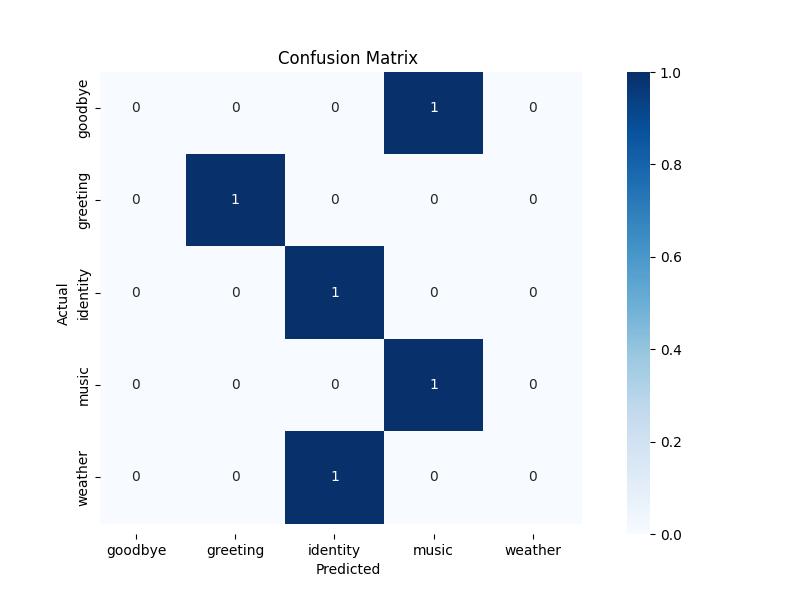 Confusion Matrix
goodbye 0 0 0 1 0
greeting 0 1 0 0 0
identity 0 0 1 0 0
music 0 0 0 1 0
weather 0 0 1 0 0
Actual
goodbye greeting identity music weather
Predicted
1.0
0.8
0.6
0.4
0.2
0.0